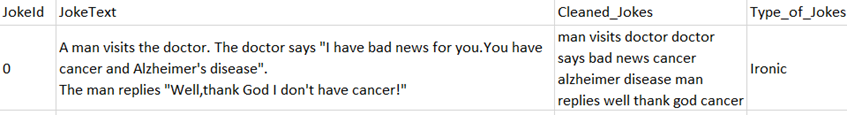 JokeId JokeText Cleaned_Jokes Type_of_Jokes
0
A man visits the doctor. The doctor says "I have bad news for you.You have
cancer and Alzheimer's disease".
The man replies "Well,thank God I don't have cancer!"
man visits doctor doctor
says bad news cancer
alzheimer disease man
replies well thank god cancer
Ironic